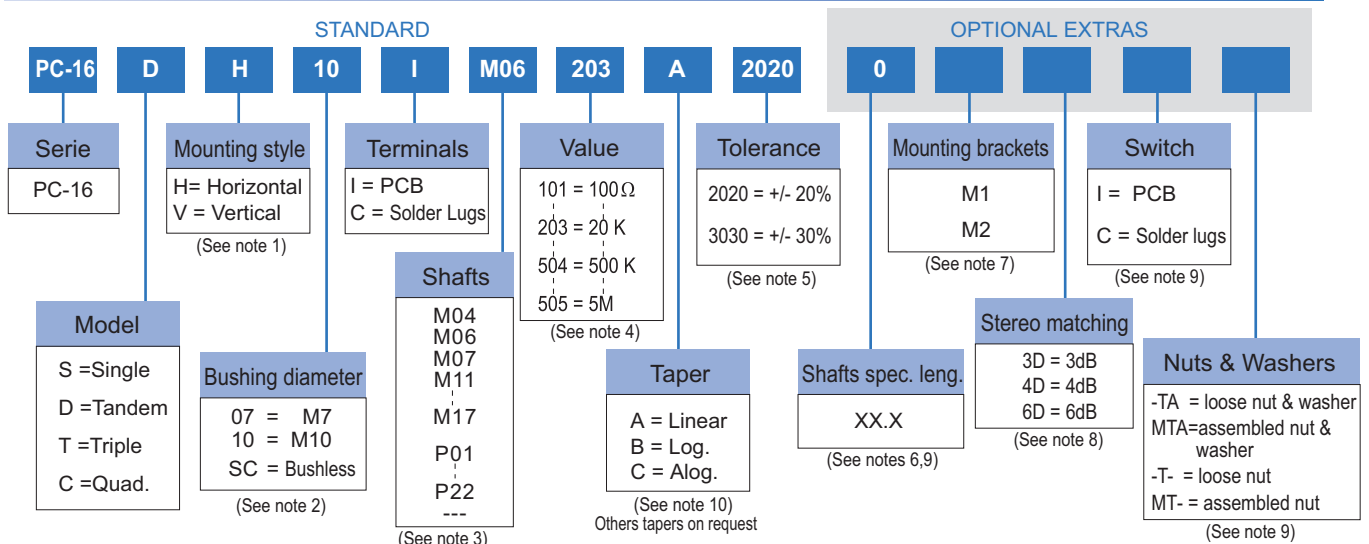 STANDARD
OPTIONAL EXTRAS
PC-16 D H 10 I M06 203 A 2020 0
Serie
PC-16
Mounting style
H= Horizontal
V = Vertical
(See note 1)
Terminals
I = PCB
C = Solder Lugs
Value
101 = 100Ω
203 = 20 K
504 = 500 K
505 = 5M
(See note 4)
Tolerance
2020 = +/- 20%
3030 = +/- 30%
(See note 5)
Mounting brackets
M1
M2
(See note 7)
Switch
I = PCB
C = Solder lugs
(See note 9)
Model
S =Single
D =Tandem
T =Triple
C =Quad.
Bushing diameter
07 = M7
10 = M10
SC = Bushless
(See note 2)
Shafts
M04
M06
M07
M11
M17
P01
P22
---
(See note 3)
Taper
A = Linear
B = Log.
C = Alog.
(See note 10)
Others tapers on request
Shafts spec. leng.
XX.X
(See notes 6,9)
Stereo matching
3D = 3dB
4D = 4dB
6D = 6dB
(See note 8)
Nuts & Washers
-TA = loose nut & washer
MTA=assembled nut &
washer
-T- = loose nut
MT- = assembled nut
(See note 9)